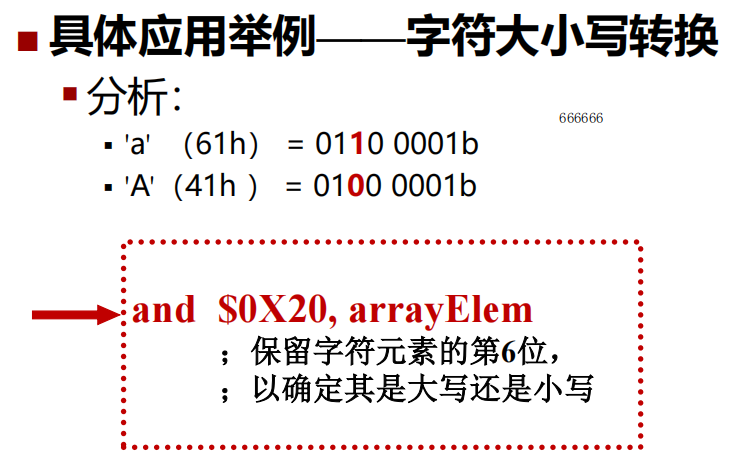 具体应用举例——字符大小写转换
分析：
666666
'a' （61h） = 0110 0001b
'A'（41h ） = 0100 0001b
and $0X20, arrayElem
；保留字符元素的第6位，
；以确定其是大写还是小写